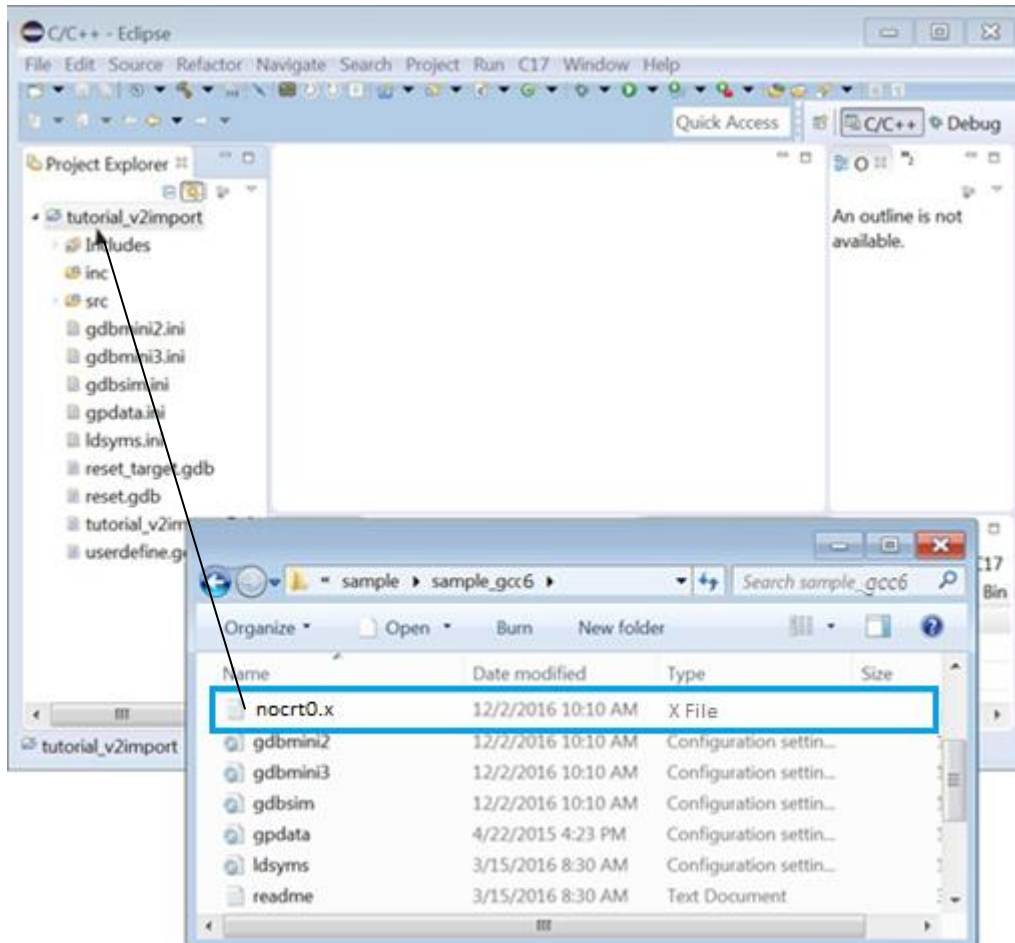 C/C++ - Eclipse
File Edit Source Refactor Navigate Search Project Run C17 Window Help
Quick Access C/C++ Debug
Project Explorer
O
tutorial_v2import
An outline is not
available.
Includes
inc
src
gdbmini2.ini
gdbmini3.ini
gdbsim.ini
gpdata.ini
ldsyms.ini
reset_target.gdb
reset.gdb
tutorial_v2im
userdefine.g
C17
Bin
sample sample_gcc6 Search sample_gcc6
Organize Open Burn New folder
Name Date modified Type Size
nocrt0.x 12/2/2016 10:10 AM X File
gdbmini2 12/2/2016 10:10 AM Configuration settin...
gdbmini3 12/2/2016 10:10 AM Configuration settin...
gdbsim 12/2/2016 10:10 AM Configuration settin...
gpdata 4/22/2015 4:23 PM Configuration settin...
ldsyms 3/15/2016 8:30 AM Configuration settin...
readme 3/15/2016 8:30 AM Text Document
tutorial_v2import